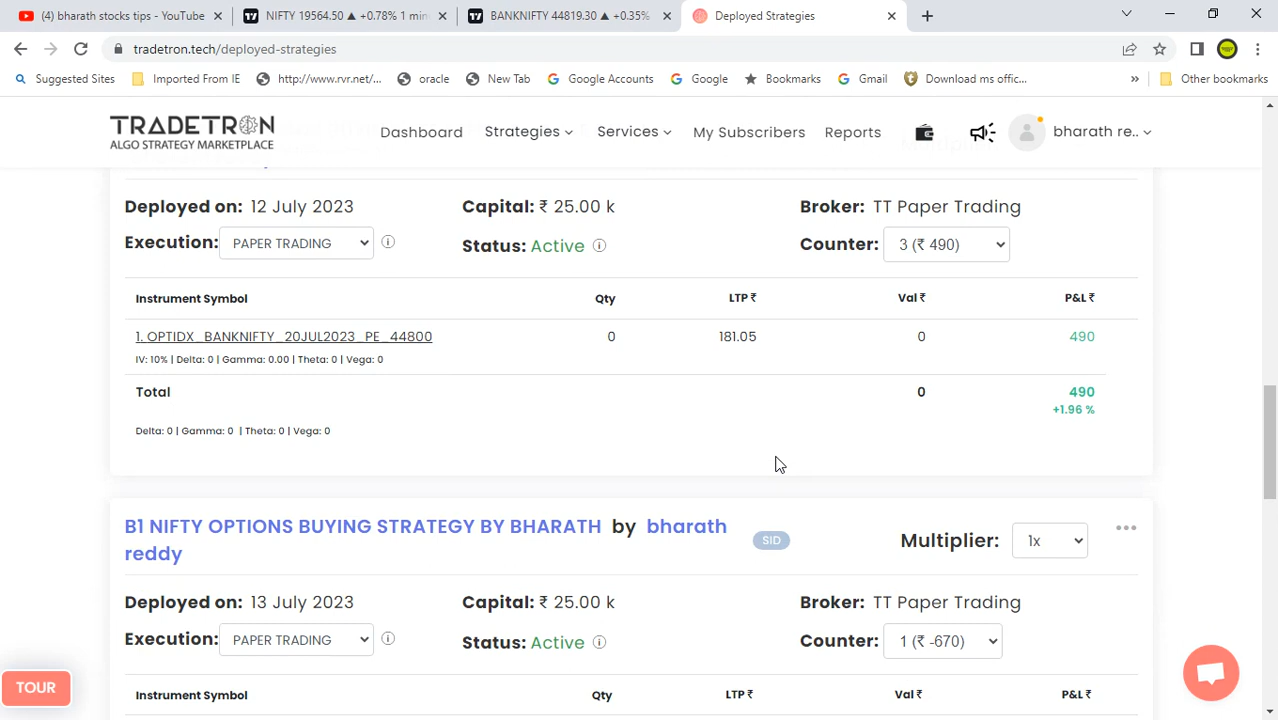 (4) bharath stocks tips - YouTube
NIFTY 19564.50 ▲ +0.78% 1 min
BANKNIFTY 44819.30 ▲ +0.35%
Deployed Strategies
tradetron.tech/deployed-strategies
Suggested Sites
Imported From IE
http://www.rvr.net/...
oracle
New Tab
Google Accounts
Google
Bookmarks
Gmail
Download ms offic...
»
Other bookmarks
TRADETRON
ALGO STRATEGY MARKETPLACE
Dashboard
Strategies
Services
My Subscribers
Reports
bharath re..
Deployed on: 12 July 2023
Capital: ₹ 25.00 k
Broker: TT Paper Trading
Execution: PAPER TRADING
Status: Active
Counter: 3 (₹ 490)
Instrument Symbol Qty LTP ₹ Val ₹ P&L ₹
1. OPTIDX_BANKNIFTY_20JUL2023_PE_44800 0 181.05 0 490
IV: 10% | Delta: 0 | Gamma: 0.00 | Theta: 0 | Vega: 0
Total 0 490
+1.96 %
Delta: 0 | Gamma: 0 | Theta: 0 | Vega: 0
B1 NIFTY OPTIONS BUYING STRATEGY BY BHARATH by bharath
reddy
SID
Multiplier: 1x
Deployed on: 13 July 2023
Capital: ₹ 25.00 k
Broker: TT Paper Trading
Execution: PAPER TRADING
Status: Active
Counter: 1 (₹ -670)
Instrument Symbol Qty LTP ₹ Val ₹ P&L ₹
TOUR